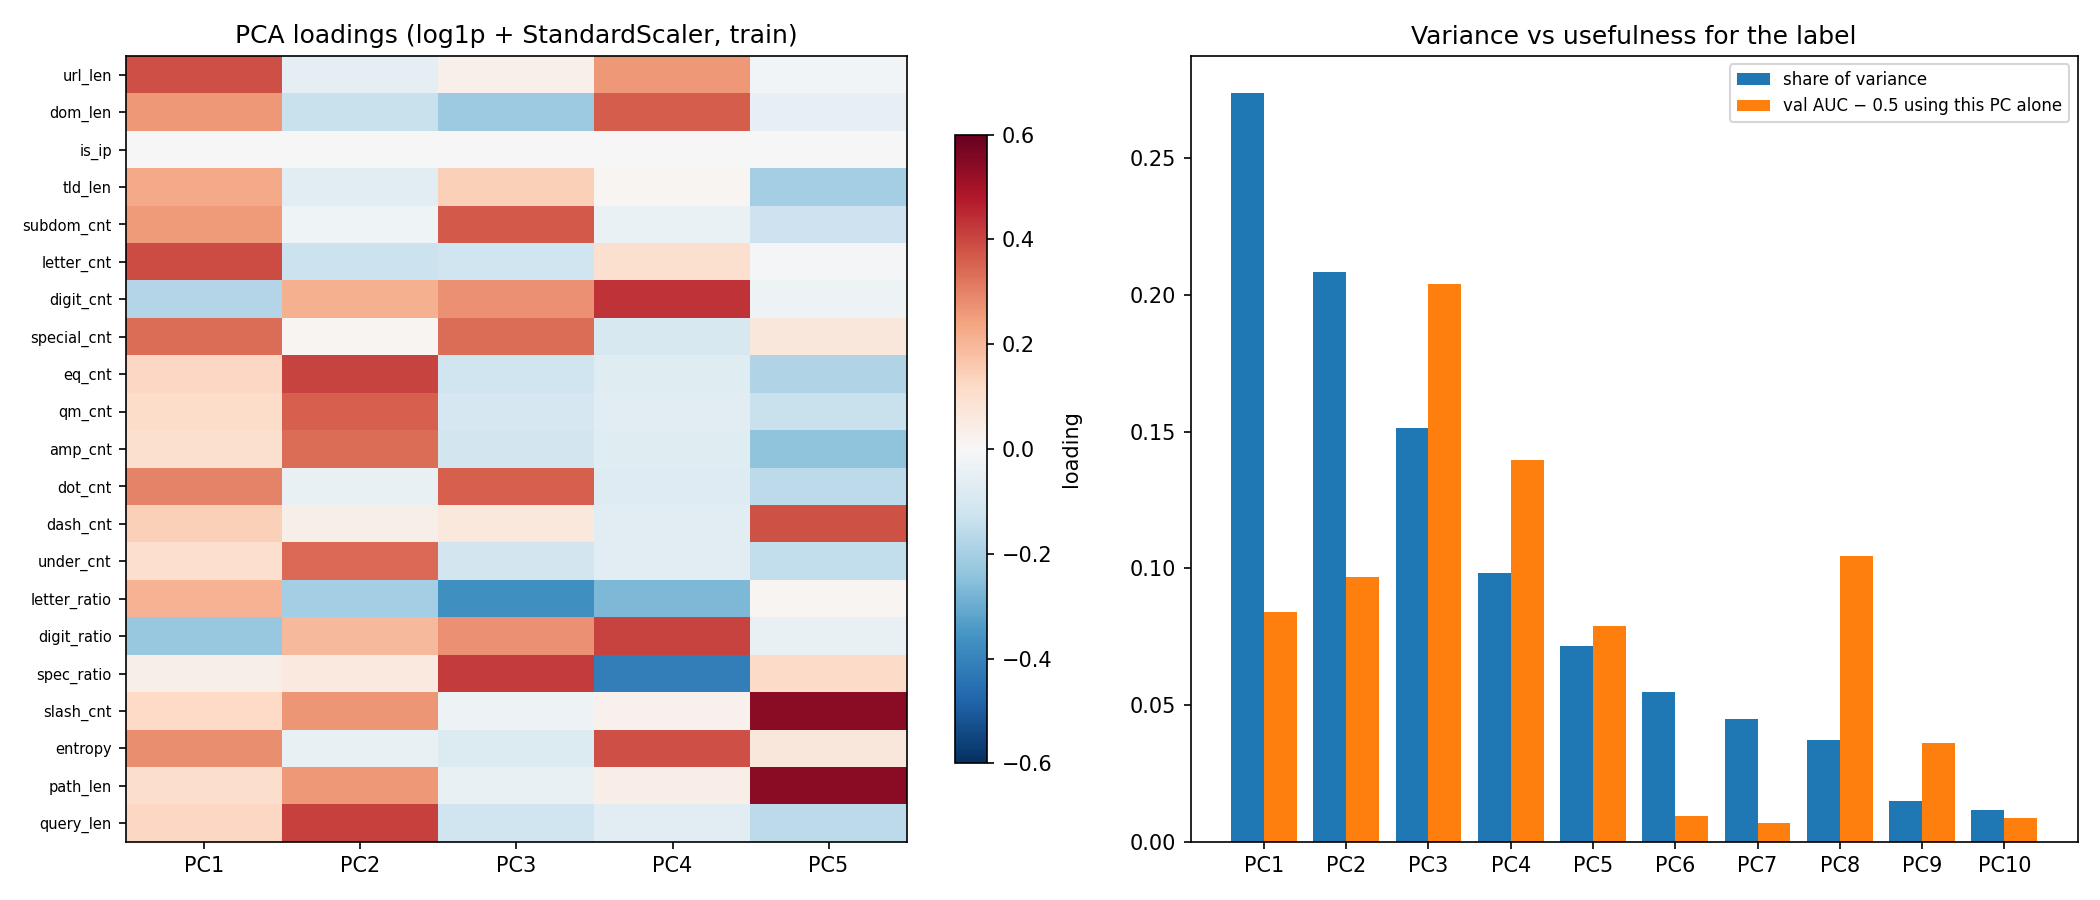 PCA loadings (log1p + StandardScaler, train)
url_len
dom_len
is_ip
tld_len
subdom_cnt
letter_cnt
digit_cnt
special_cnt
eq_cnt
qm_cnt
amp_cnt
dot_cnt
dash_cnt
under_cnt
letter_ratio
digit_ratio
spec_ratio
slash_cnt
entropy
path_len
query_len
PC1 PC2 PC3 PC4 PC5
0.6
0.4
0.2
0.0
−0.2
−0.4
−0.6
loading
Variance vs usefulness for the label
share of variance
val AUC − 0.5 using this PC alone
0.25
0.20
0.15
0.10
0.05
0.00
PC1 PC2 PC3 PC4 PC5 PC6 PC7 PC8 PC9 PC10